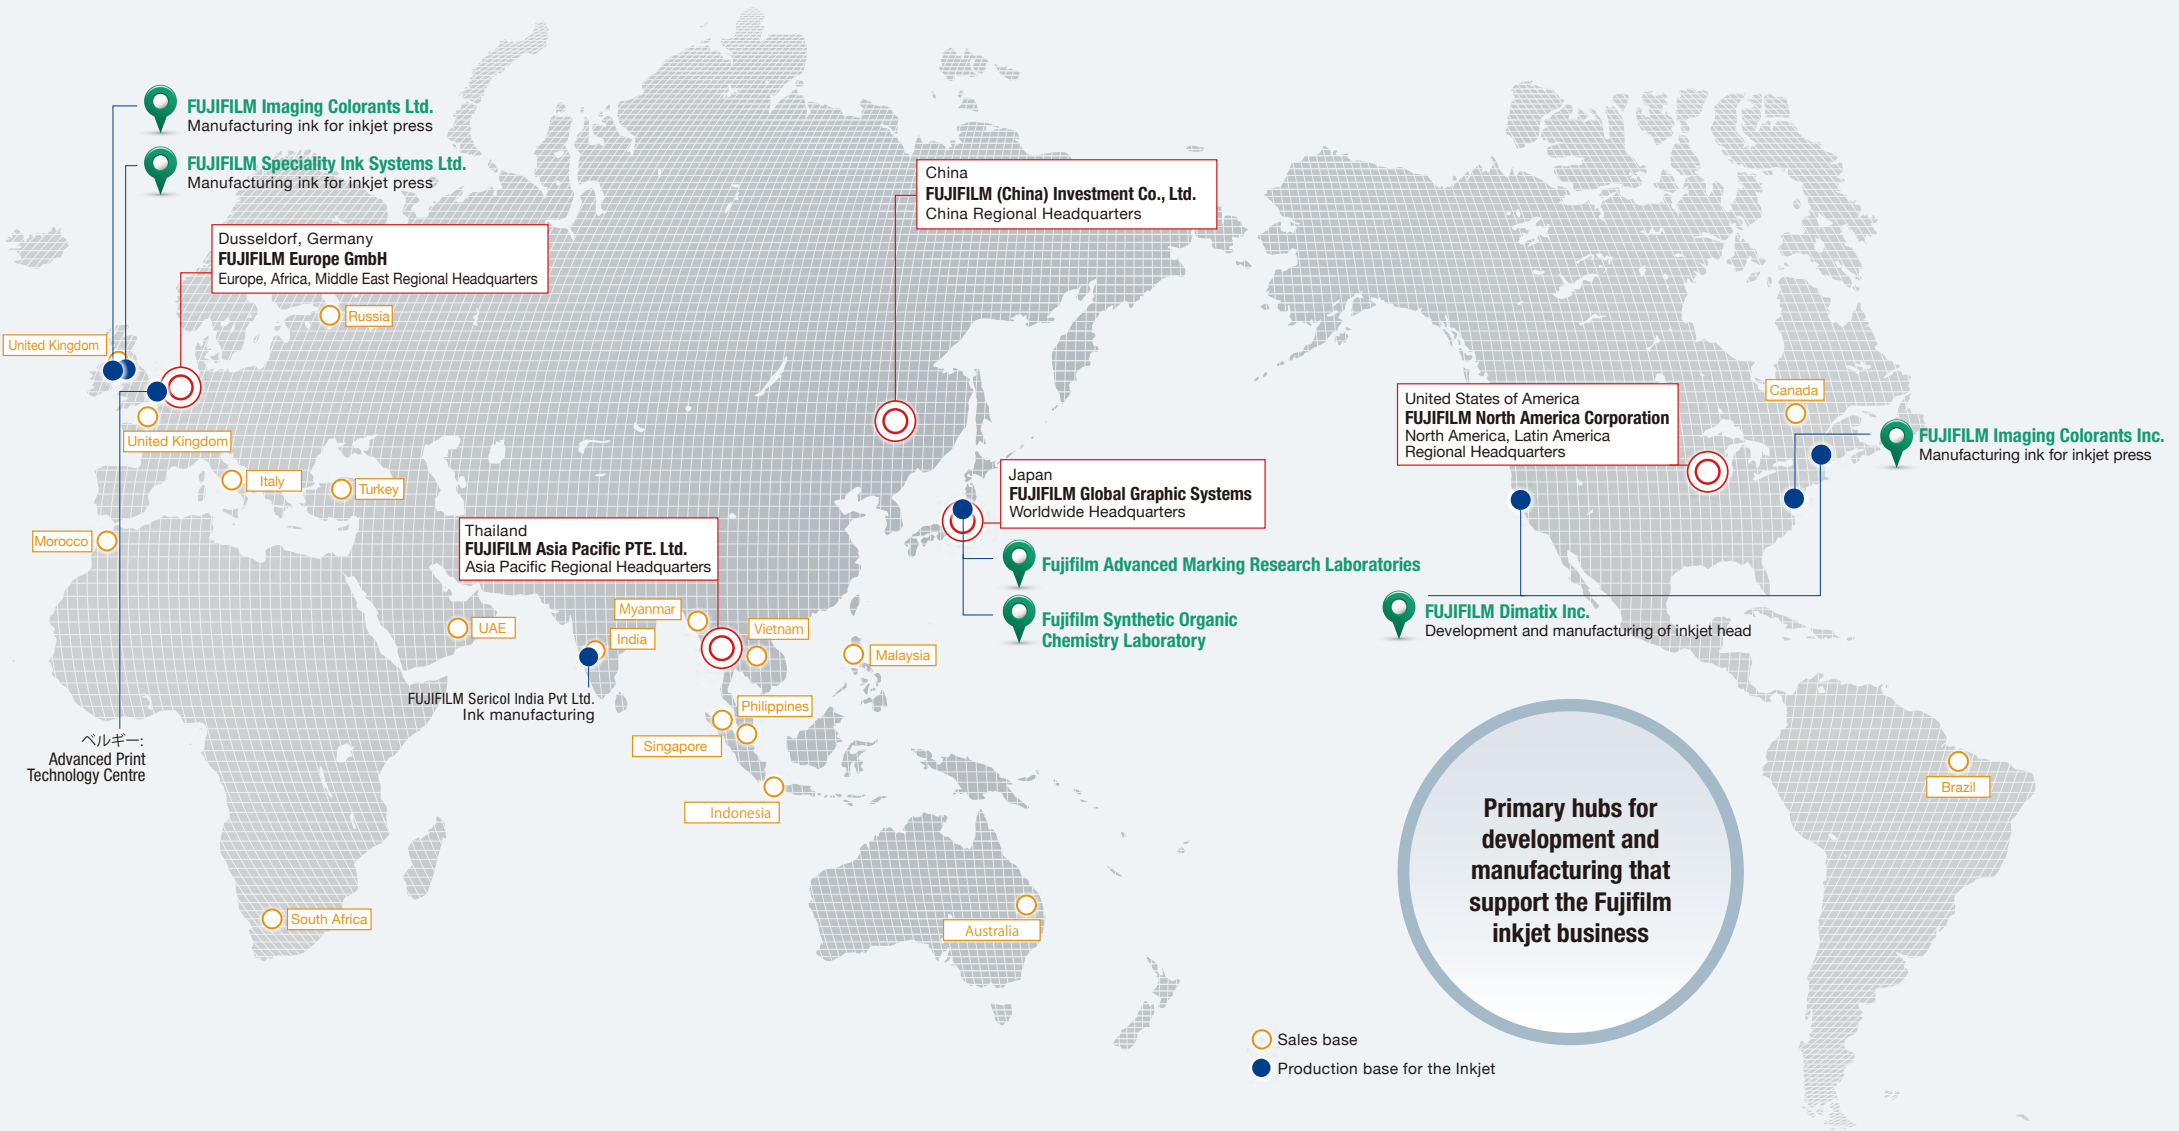 FUJIFILM Imaging Colorants Ltd.
Manufacturing ink for inkjet press
FUJIFILM Speciality Ink Systems Ltd.
Manufacturing ink for inkjet press
China
FUJIFILM (China) Investment Co., Ltd.
China Regional Headquarters
Dusseldorf, Germany
FUJIFILM Europe GmbH
Europe, Africa, Middle East Regional Headquarters
Russia
United Kingdom
United Kingdom
Italy
Turkey
Morocco
Canada
United States of America
FUJIFILM North America Corporation
North America, Latin America
Regional Headquarters
FUJIFILM Imaging Colorants Inc.
Manufacturing ink for inkjet press
Japan
FUJIFILM Global Graphic Systems
Worldwide Headquarters
Thailand
FUJIFILM Asia Pacific PTE. Ltd.
Asia Pacific Regional Headquarters
Fujifilm Advanced Marking Research Laboratories
Fujifilm Synthetic Organic
Chemistry Laboratory
FUJIFILM Dimatix Inc.
Development and manufacturing of inkjet head
Myanmar
UAE
India
Vietnam
Malaysia
FUJIFILM Sericol India Pvt Ltd.
Ink manufacturing
Philippines
Singapore
Indonesia
ベルギー:
Advanced Print
Technology Centre
Brazil
South Africa
Australia
Primary hubs for
development and
manufacturing that
support the Fujifilm
inkjet business
Sales base
Production base for the Inkjet